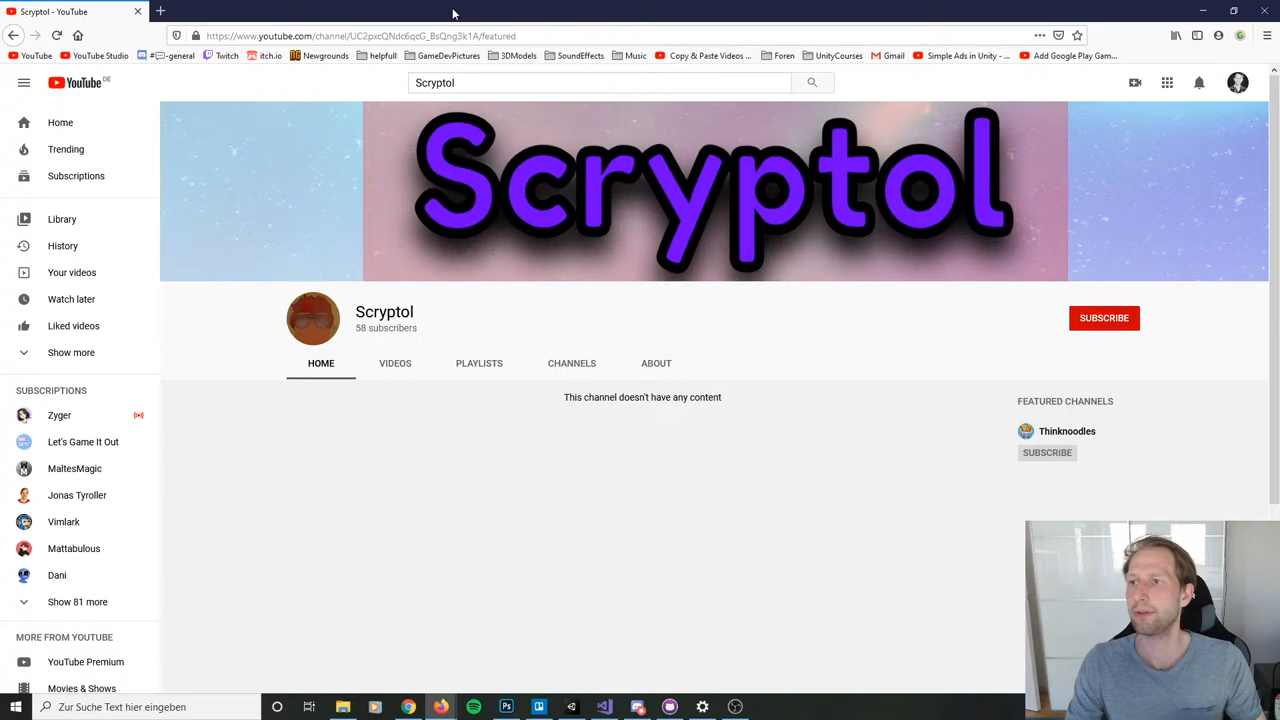 Scryptol - YouTube
https://www.youtube.com/channel/UC2pxcQNdc6qcG_BsQng3k1A/featured
YouTube
YouTube Studio
#💬-general
Twitch
itch.io
Newgrounds
helpfull
GameDevPictures
3DModels
SoundEffects
Music
Copy & Paste Videos ...
Foren
UnityCourses
Gmail
Simple Ads in Unity -...
Add Google Play Gam...
YouTube DE
Scryptol
Scryptol
Home
Trending
Subscriptions
Library
History
Your videos
Watch later
Liked videos
Show more
SUBSCRIPTIONS
Zyger
Let's Game It Out
MaltesMagic
Jonas Tyroller
Vimlark
Mattabulous
Dani
Show 81 more
MORE FROM YOUTUBE
YouTube Premium
Movies & Shows
Scryptol
58 subscribers
SUBSCRIBE
HOME
VIDEOS
PLAYLISTS
CHANNELS
ABOUT
This channel doesn't have any content
FEATURED CHANNELS
Thinknoodles
SUBSCRIBE
Zur Suche Text hier eingeben